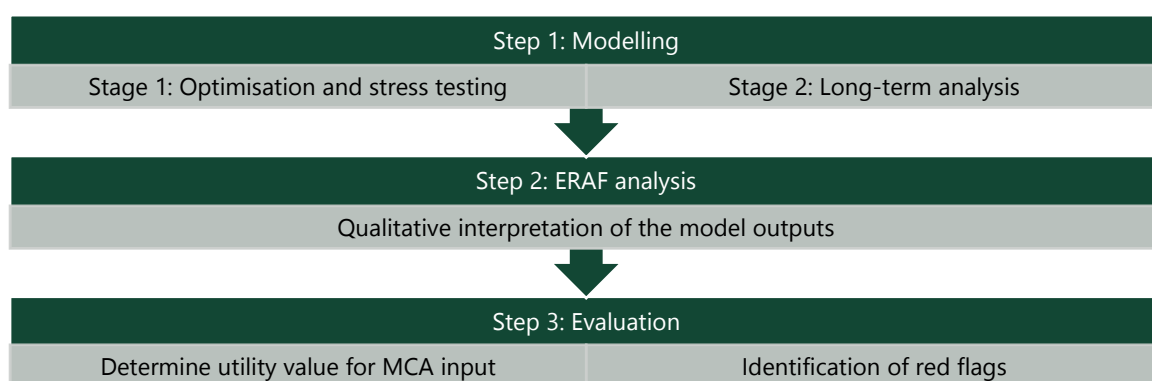 Step 1: Modelling
Stage 1: Optimisation and stress testing
Stage 2: Long-term analysis
Step 2: ERAF analysis
Qualitative interpretation of the model outputs
Step 3: Evaluation
Determine utility value for MCA input
Identification of red flags